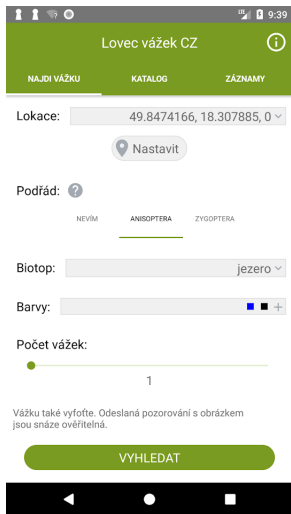 LTE 9:39
Lovec vážek CZ
NAJDI VÁŽKU KATALOG ZÁZNAMY
Lokace: 49.8474166, 18.307885, 0
Nastavit
Podřád: ?
NEVÍM ANISOPTERA ZYGOPTERA
Biotop: jezero
Barvy: +
Počet vážek:
1
Vážku také vyfoťte. Odeslaná pozorování s obrázkem
jsou snáze ověřitelná.
VYHLEDAT